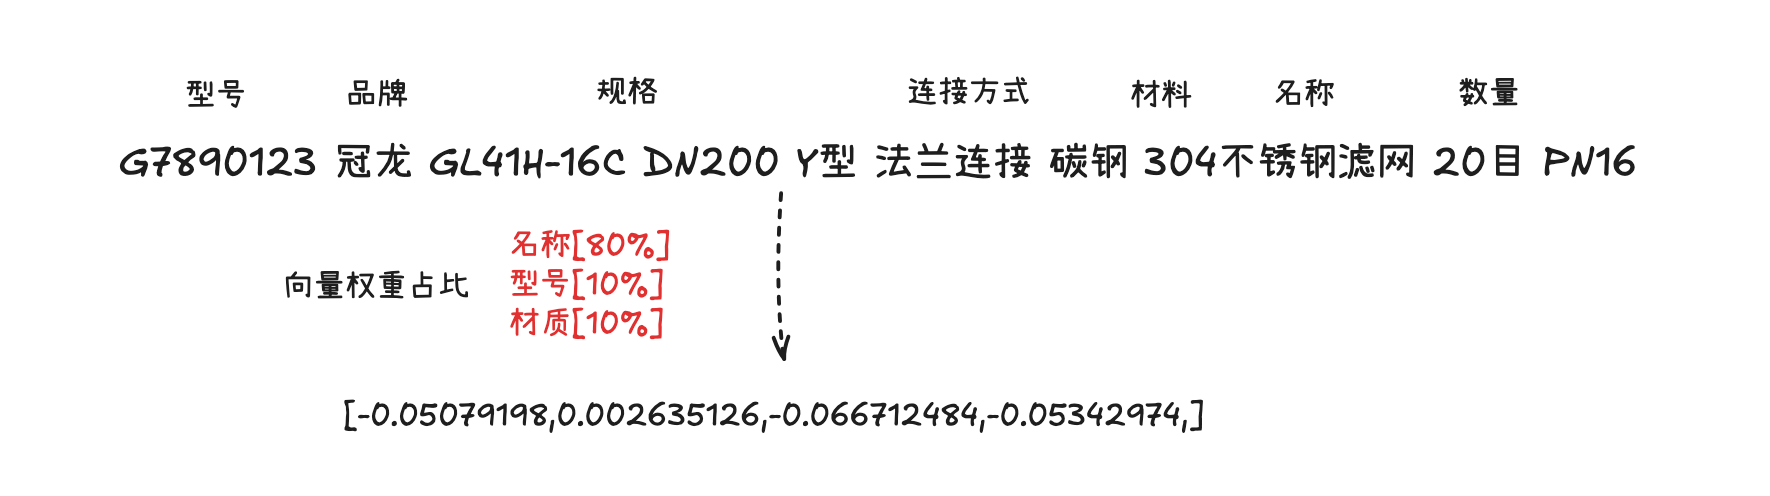 型号 品牌 规格 连接方式 材料 名称 数量
G7890123 冠龙 GL41H-16C DN200 Y型 法兰连接 碳钢 304不锈钢滤网 20目 PN16
名称[80%]
向量权重占比 型号[10%]
材质[10%]
[-0.05079198,0.002635126,-0.066712484,-0.05342974,]